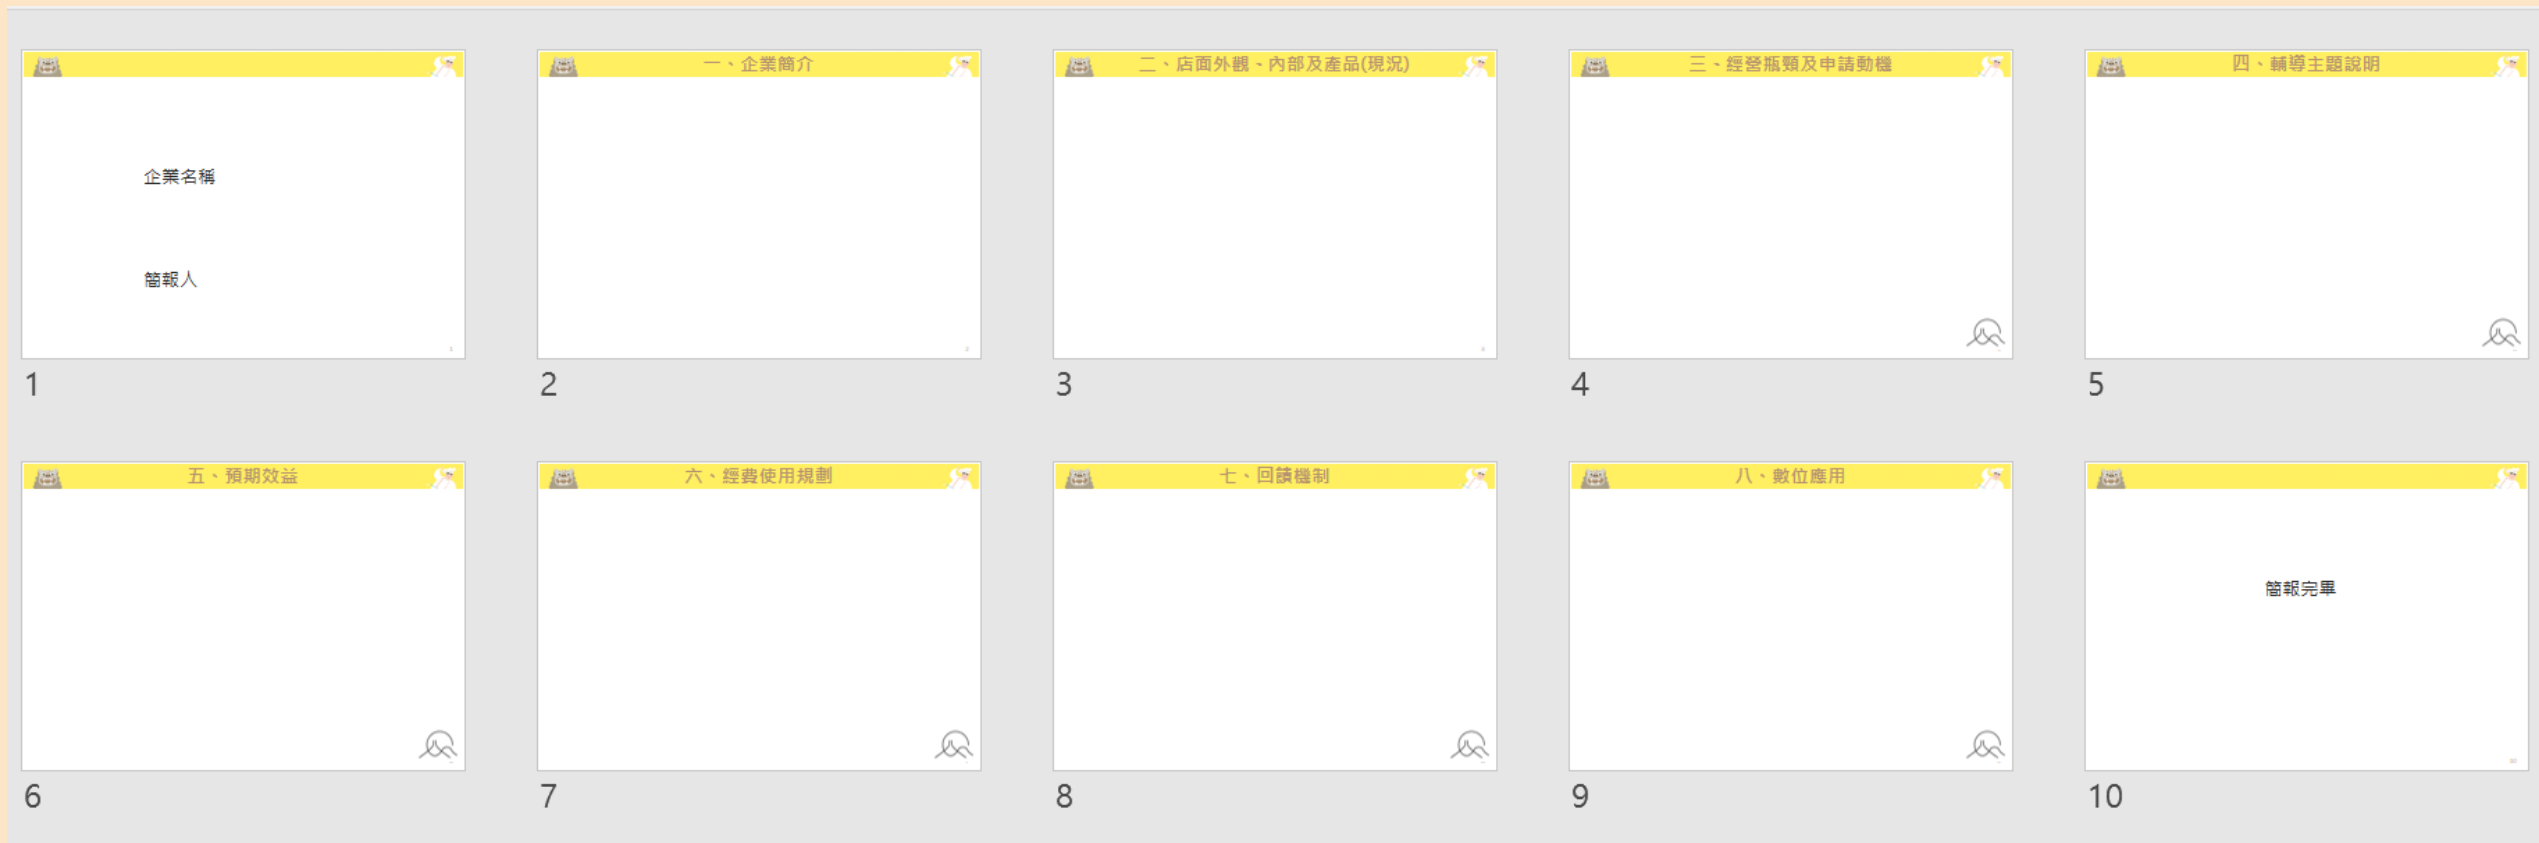 企業名稱
簡報人
1
一、企業簡介
2
二、店面外觀、內部及產品(現況)
3
三、經營瓶頸及申請動機
4
四、輔導主題說明
5
五、預期效益
6
六、經費使用規劃
7
七、回饋機制
8
八、數位應用
9
簡報完畢
10